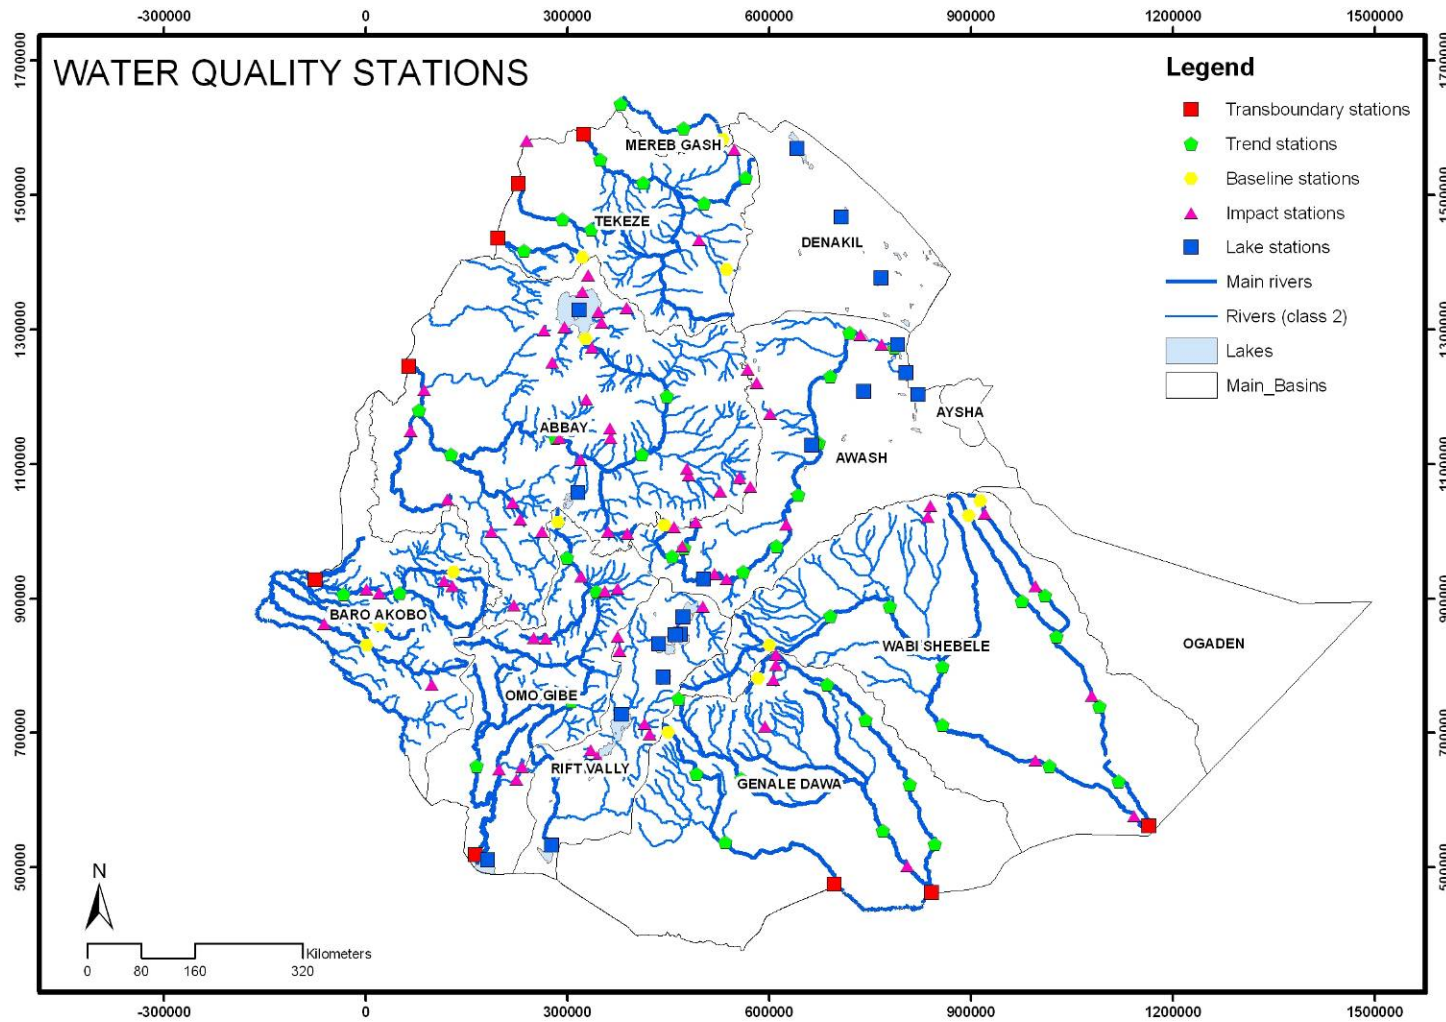 -300000 0 300000 600000 900000 1200000 1500000
WATER QUALITY STATIONS
Legend
Transboundary stations
Trend stations
Baseline stations
Impact stations
Lake stations
Main rivers
Rivers (class 2)
Lakes
Main_Basins
1700000
1500000
1300000
1100000
900000
700000
500000
MEREB GASH
TEKEZE
DENAKIL
AYSHA
ABBAY
AWASH
BARO AKOBO
WABI SHEBELE
OGADEN
OMO GIBE
RIFT VALLY
GENALE DAWA
N
Kilometers
0 80 160 320
-300000 0 300000 600000 900000 1200000 1500000